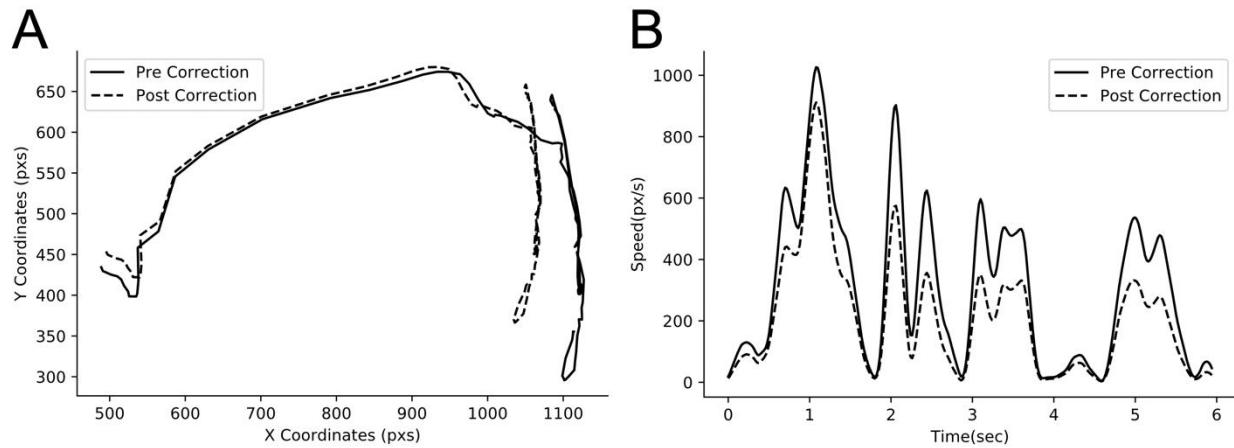 A
Pre Correction
Post Correction
650
600
550
500
450
400
350
300
Y Coordinates (pxs)
500 600 700 800 900 1000 1100
X Coordinates (pxs)
B
Pre Correction
Post Correction
1000
800
600
400
200
0
Speed(px/s)
0 1 2 3 4 5 6
Time(sec)